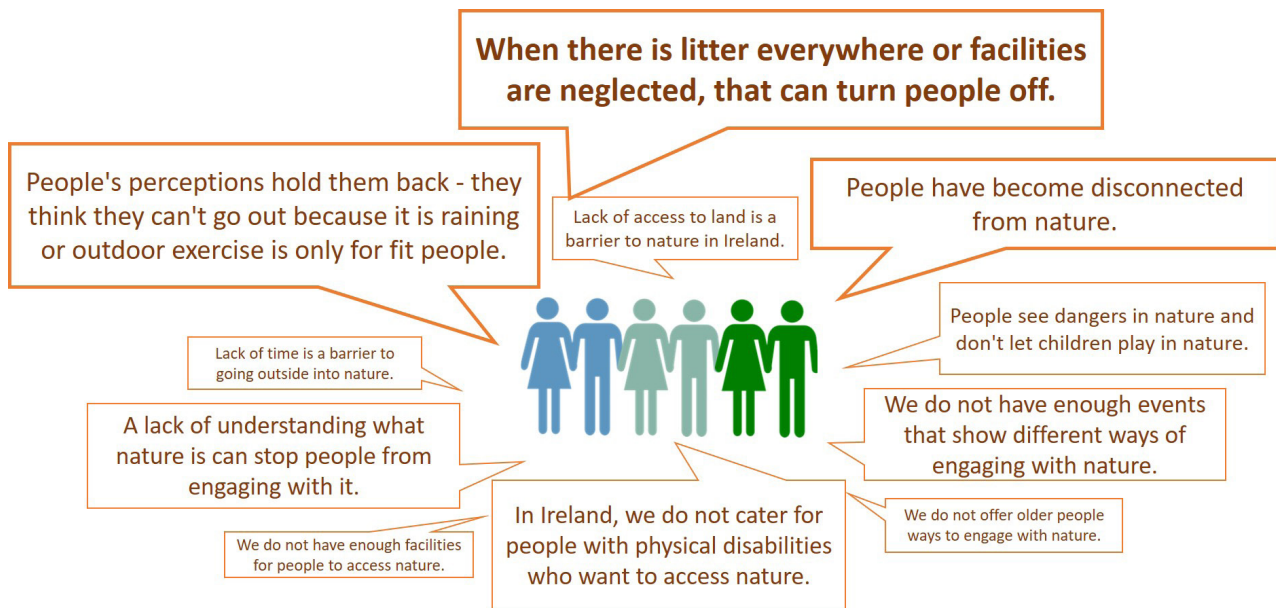 When there is litter everywhere or facilities
are neglected, that can turn people off.
People's perceptions hold them back - they
think they can't go out because it is raining
or outdoor exercise is only for fit people.
Lack of access to land is a
barrier to nature in Ireland.
People have become disconnected
from nature.
People see dangers in nature and
don't let children play in nature.
Lack of time is a barrier to
going outside into nature.
A lack of understanding what
nature is can stop people from
engaging with it.
We do not have enough events
that show different ways of
engaging with nature.
We do not have enough facilities
for people to access nature.
In Ireland, we do not cater for
people with physical disabilities
who want to access nature.
We do not offer older people
ways to engage with nature.